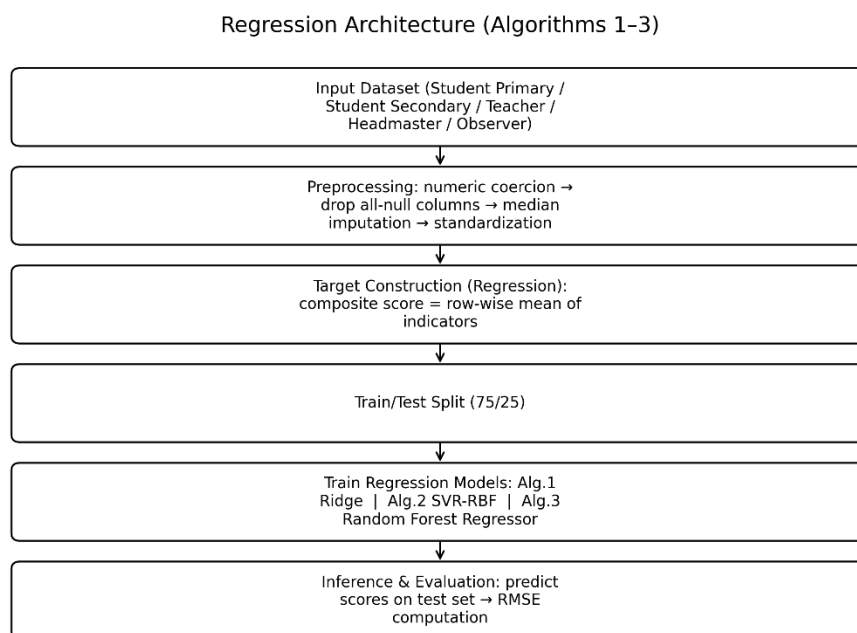 Regression Architecture (Algorithms 1–3)
Input Dataset (Student Primary /
Student Secondary / Teacher /
Headmaster / Observer)
Preprocessing: numeric coercion →
drop all-null columns → median
imputation → standardization
Target Construction (Regression):
composite score = row-wise mean of
indicators
Train/Test Split (75/25)
Train Regression Models: Alg.1
Ridge | Alg.2 SVR-RBF | Alg.3
Random Forest Regressor
Inference & Evaluation: predict
scores on test set → RMSE
computation